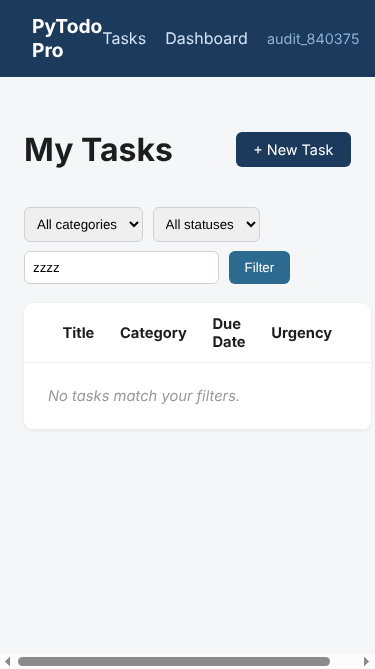 PyTodo Pro
Tasks
Dashboard
audit_840375
My Tasks
+ New Task
All categories
All statuses
zzzz
Filter
Title
Category
Due Date
Urgency
No tasks match your filters.